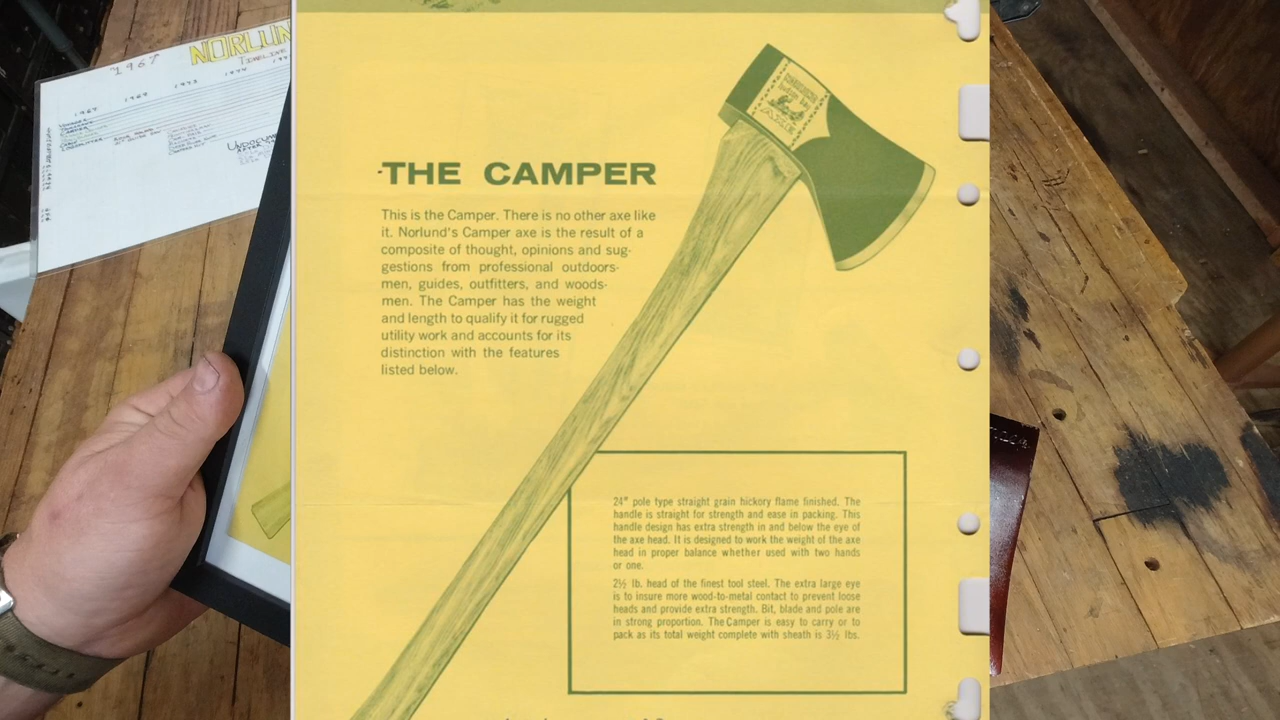 NORLUN
"1967
1967
1969
THE CAMPER
This is the Camper. There is no other axe like
it. Norlund's Camper axe is the result of a
composite of thought, opinions and sug-
gestions from professional outdoors-
men, guides, outfitters, and woods-
men. The Camper has the weight
and length to qualify it for rugged
utility work and accounts for its
distinction with the features
listed below.
24" pole type straight grain hickory flame finished. The
handle is straight for strength and ease in packing. This
handle design has extra strength in and below the eye of
the axe head. It is designed to work the weight of the axe
head in proper balance whether used with two hands
or one.
2½ lb. head of the finest tool steel. The extra large eye
is to insure more wood-to-metal contact to prevent loose
heads and provide extra strength. Bit, blade and pole are
in strong proportion. The Camper is easy to carry or to
pack as its total weight complete with sheath is 3½ lbs.